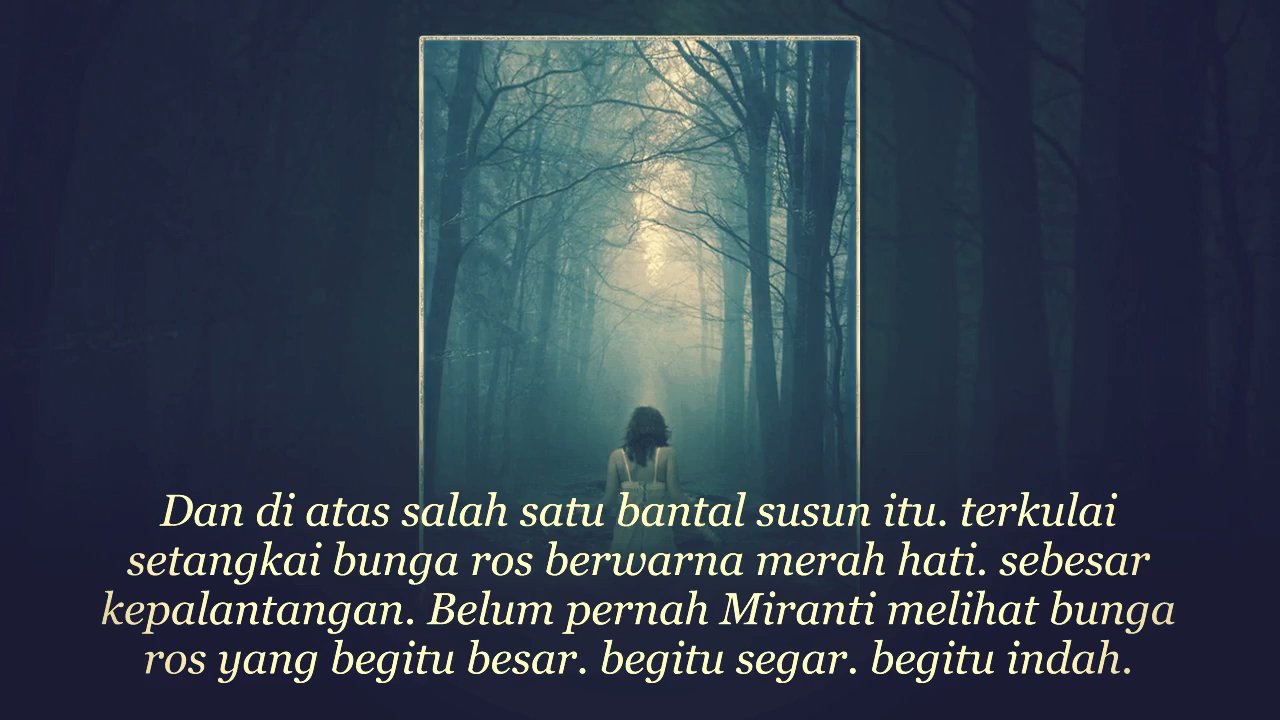 Dan di atas salah satu bantal susun itu. terkulai
setangkai bunga ros berwarna merah hati. sebesar
kepalantangan. Belum pernah Miranti melihat bunga
ros yang begitu besar. begitu segar. begitu indah.